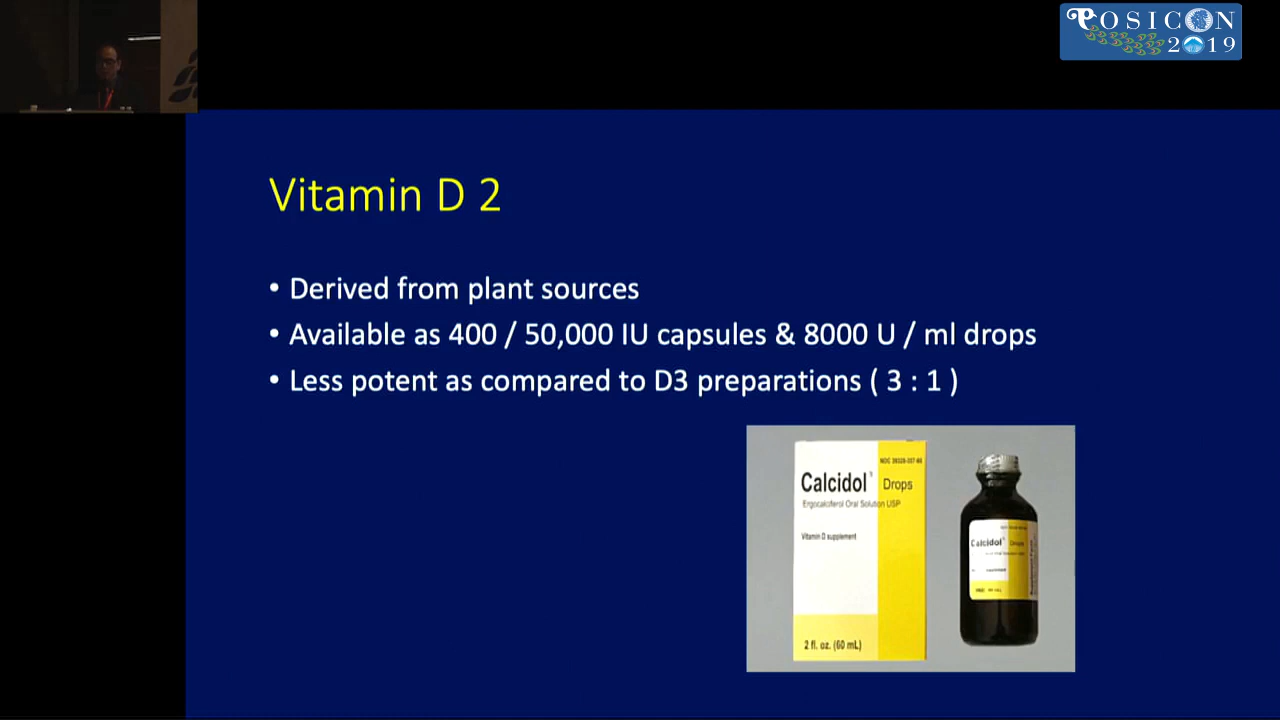 POSICON
2019
Vitamin D 2
• Derived from plant sources
• Available as 400 / 50,000 IU capsules & 8000 U / ml drops
• Less potent as compared to D3 preparations ( 3 : 1 )
Calcidol Drops
Ergocalciferol Oral Solution USP
Vitamin D supplement
2 fl. oz. (60 mL)
Calcidol Drops